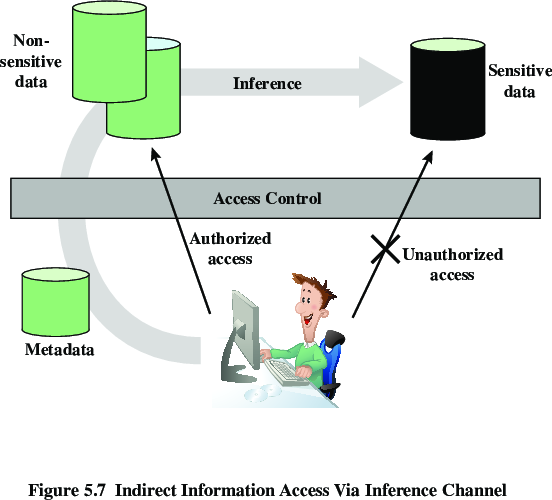 Non-
sensitive
data
Inference
Sensitive
data
Access Control
Authorized
access
Unauthorized
access
Metadata
Figure 5.7 Indirect Information Access Via Inference Channel